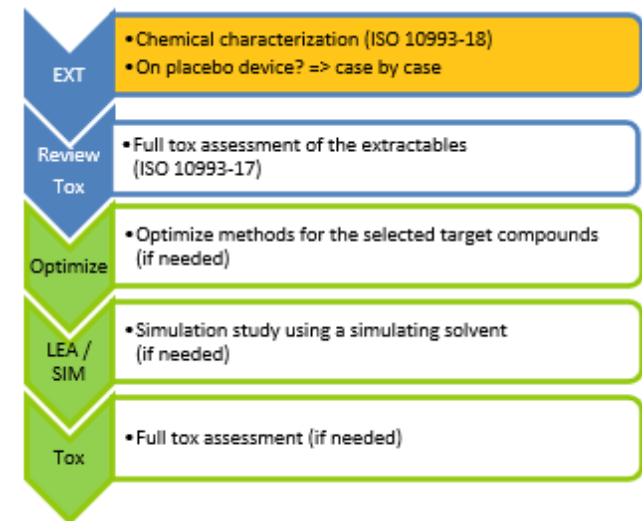 EXT
•Chemical characterization (ISO 10993-18)
•On placebo device? => case by case
Review
Tox
•Full tox assessment of the extractables
(ISO 10993-17)
Optimize
•Optimize methods for the selected target compounds
(if needed)
LEA /
SIM
•Simulation study using a simulating solvent
(if needed)
Tox
•Full tox assessment (if needed)